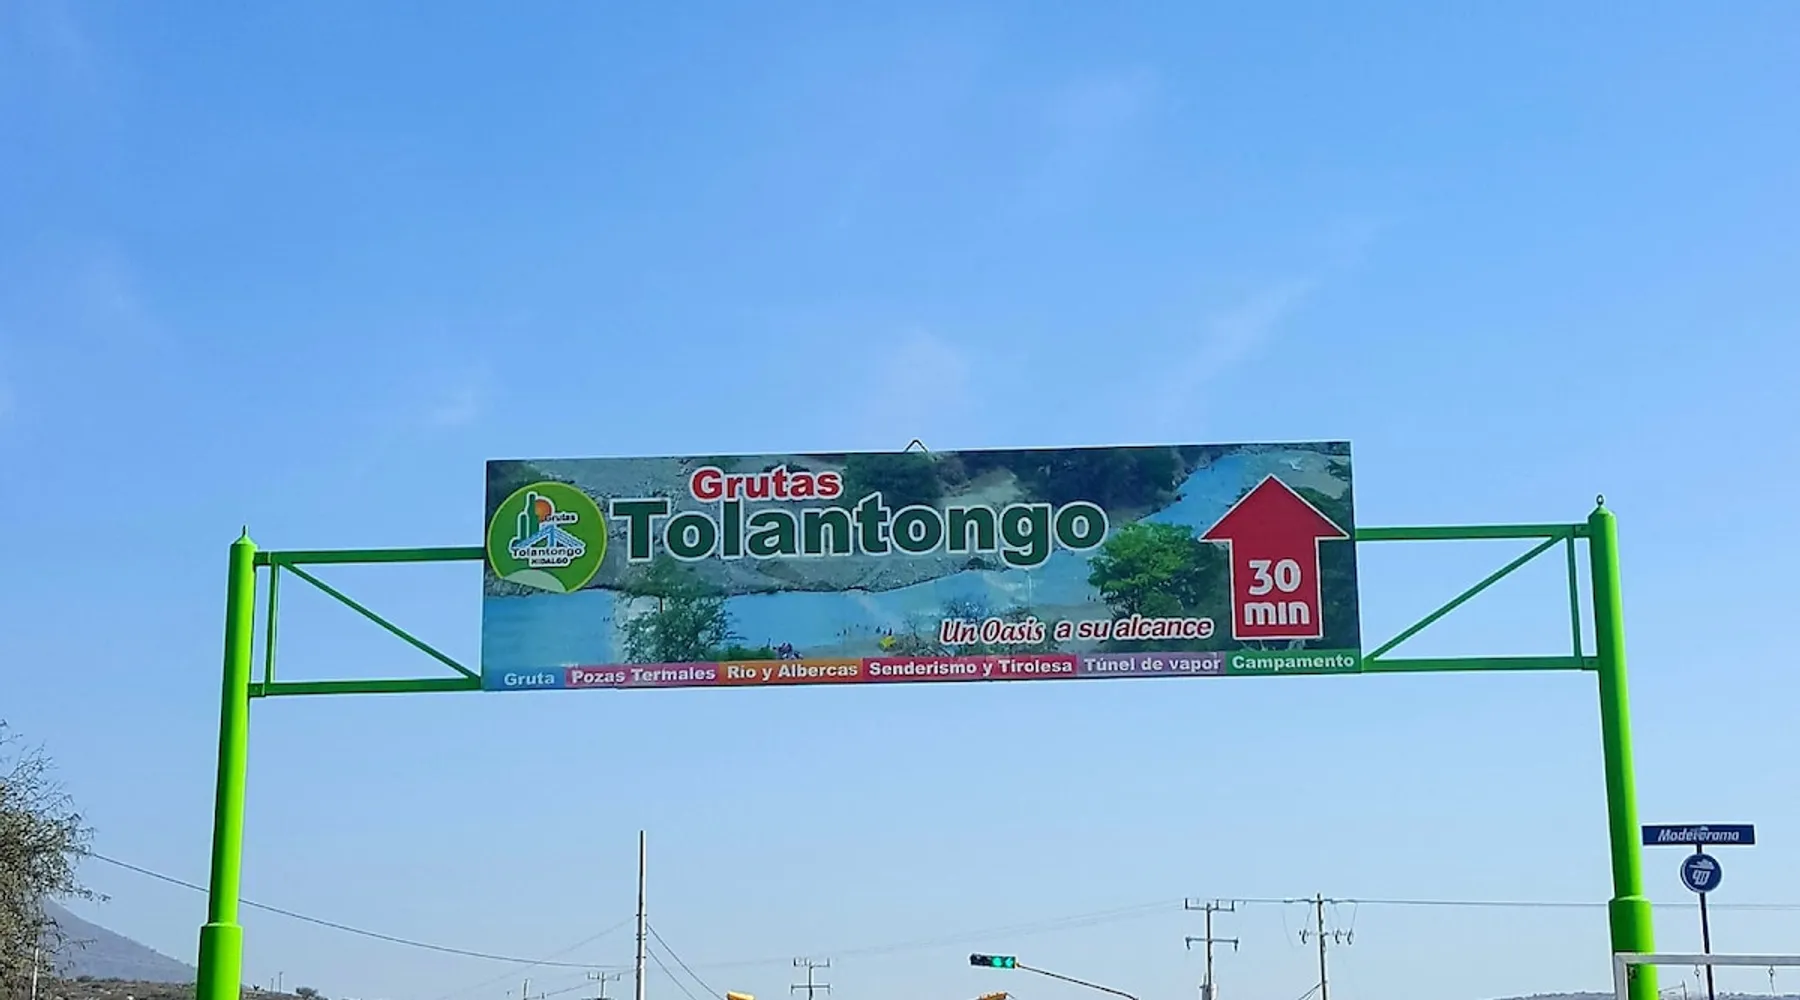 Grutas
Tolantongo
Grutas
Tolantongo
HIDALGO
30
min
Un Oasis a su alcance
Gruta Pozas Termales Río y Albercas Senderismo y Tirolesa Túnel de vapor Campamento
Modelorama